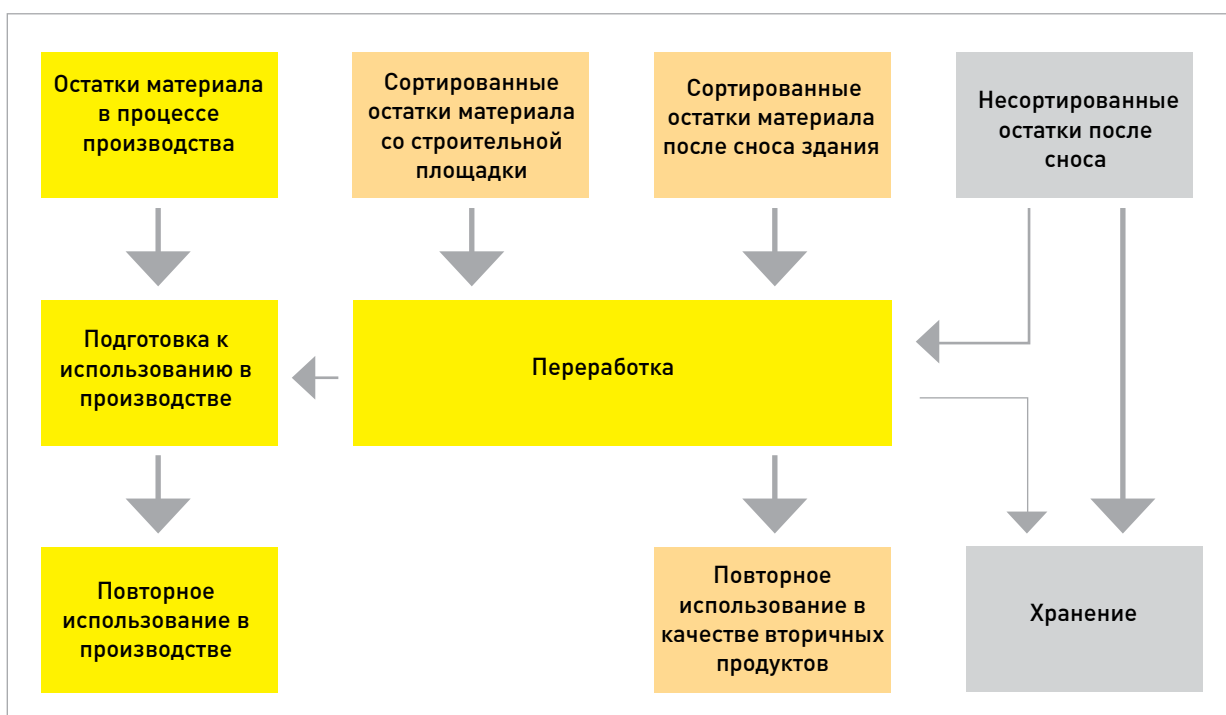 Остатки материала
в процессе
производства
Сортированные
остатки материала
со строительной
площадки
Сортированные
остатки материала
после сноса здания
Несортированные
остатки после
сноса
Подготовка к
использованию в
производстве
Переработка
Повторное
использование в
производстве
Повторное
использование в
качестве вторичных
продуктов
Хранение